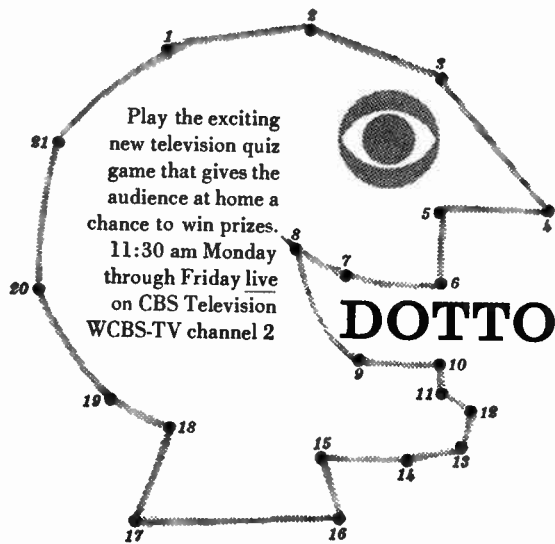 1
2
3
21
Play the exciting
new television quiz
game that gives the
audience at home a
chance to win prizes.
11:30 am Monday
through Friday live
on CBS Television
WCBS-TV channel 2
4
5
8
7
6
20
DOTTO
9
10
11
12
19
18
13
15
14
17
16